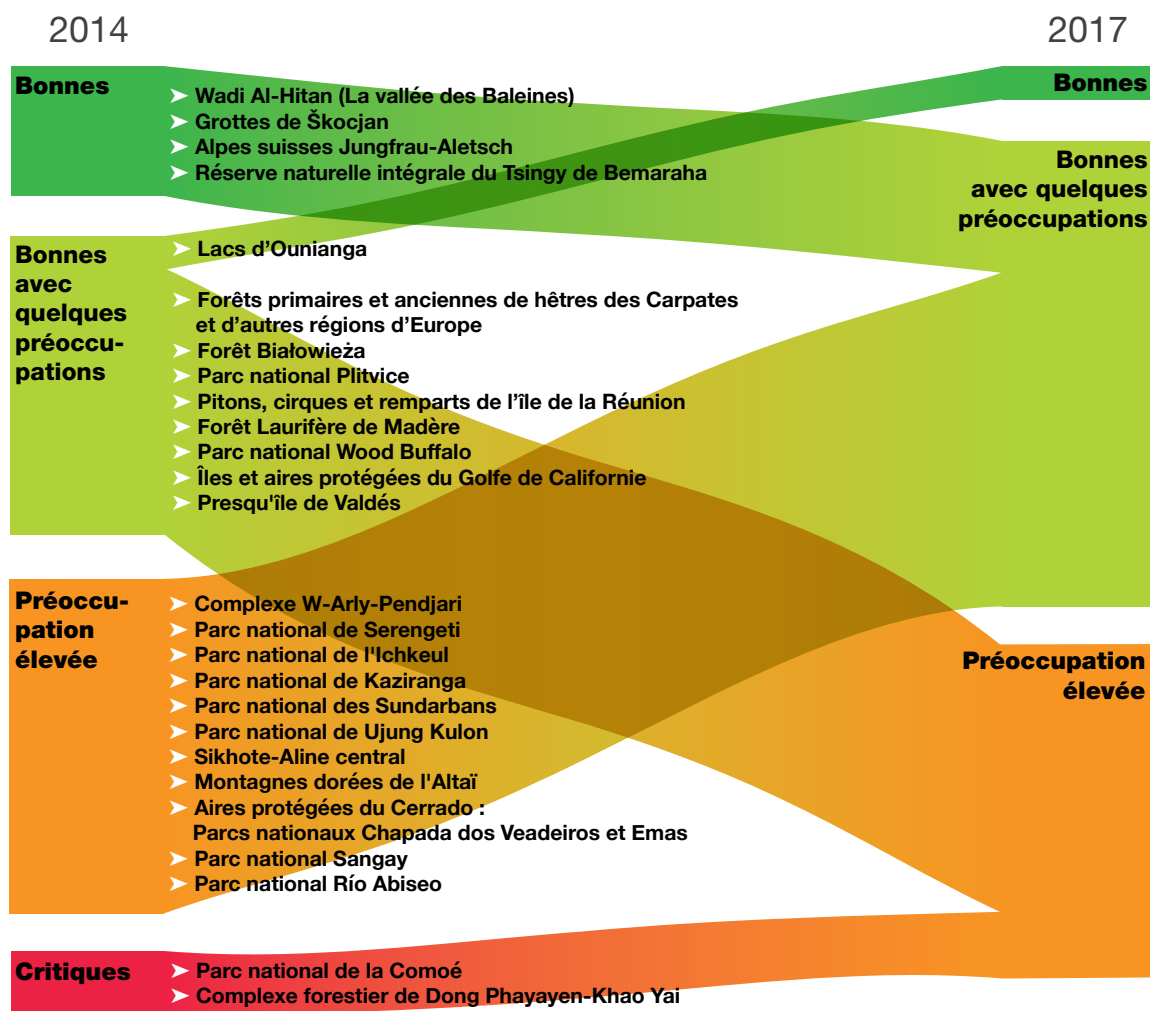 2014
2017
Bonnes
➤ Wadi Al-Hitan (La vallée des Baleines)
➤ Grottes de Škocjan
➤ Alpes suisses Jungfrau-Aletsch
➤ Réserve naturelle intégrale du Tsingy de Bemaraha
Bonnes
avec
quelques
préoccu-
pations
➤ Lacs d’Ounianga
➤ Forêts primaires et anciennes de hêtres des Carpates
et d’autres régions d’Europe
➤ Forêt Białowieża
➤ Parc national Plitvice
➤ Pitons, cirques et remparts de l’île de la Réunion
➤ Forêt Laurifère de Madère
➤ Parc national Wood Buffalo
➤ Îles et aires protégées du Golfe de Californie
➤ Presqu'île de Valdés
Préoccu-
pation
élevée
➤ Complexe W-Arly-Pendjari
➤ Parc national de Serengeti
➤ Parc national de l'Ichkeul
➤ Parc national de Kaziranga
➤ Parc national des Sundarbans
➤ Parc national de Ujung Kulon
➤ Sikhote-Aline central
➤ Montagnes dorées de l'Altaï
➤ Aires protégées du Cerrado :
Parcs nationaux Chapada dos Veadeiros et Emas
➤ Parc national Sangay
➤ Parc national Río Abiseo
Critiques
➤ Parc national de la Comoé
➤ Complexe forestier de Dong Phayayen-Khao Yai
Bonnes
Bonnes
avec quelques
préoccupations
Préoccupation
élevée